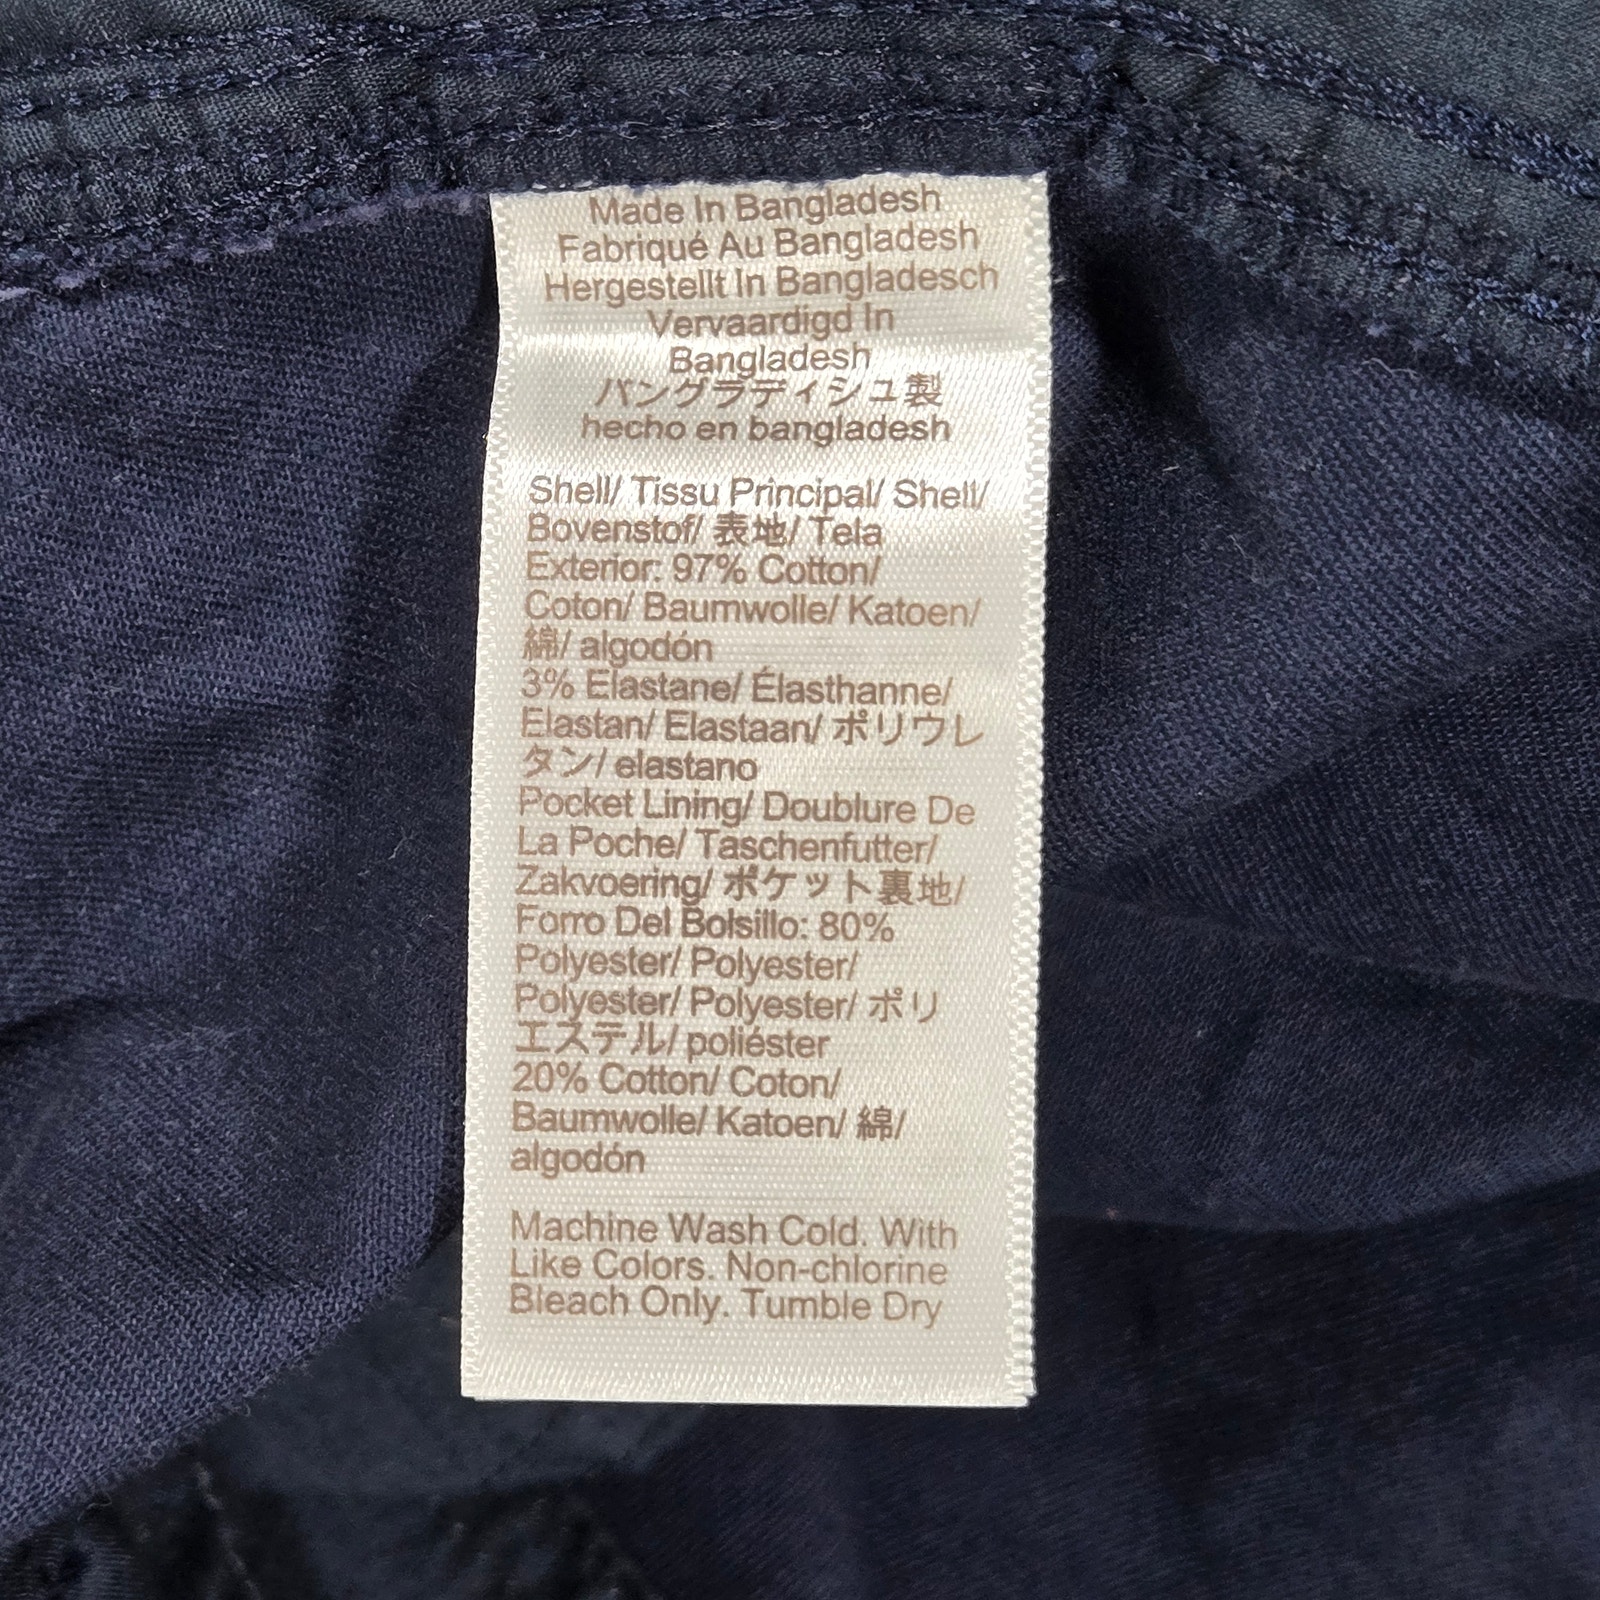 Made In Bangladesh
Fabriqué Au Bangladesh
Hergestellt In Bangladesch
Vervaardigd In
Bangladesh
バングラディシュ製
hecho en bangladesh
Shell/ Tissu Principal/ Shell/
Bovenstof/ 表地/ Tela
Exterior: 97% Cotton/
Coton/ Baumwolle/ Katoen/
綿/ algodón
3% Elastane/ Élasthanne/
Elastan/ Elastaan/ ポリウレ
タン/ elastano
Pocket Lining/ Doublure De
La Poche/ Taschenfutter/
Zakvoering/ ポケット裏地/
Forro Del Bolsillo: 80%
Polyester/ Polyester/
Polyester/ Polyester/ ポリ
エステル/ poliéster
20% Cotton/ Coton/
Baumwolle/ Katoen/ 綿/
algodón
Machine Wash Cold. With
Like Colors. Non-chlorine
Bleach Only. Tumble Dry